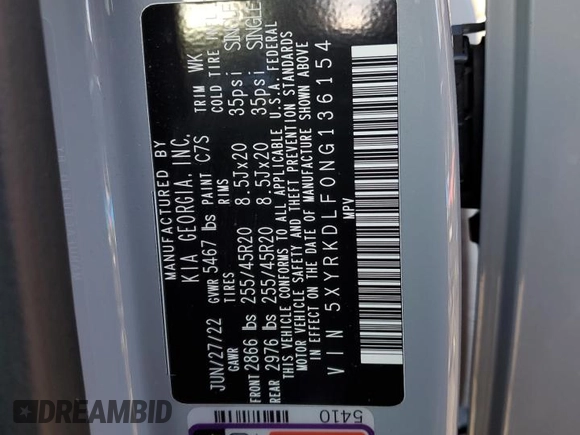 MANUFACTURED BY
KIA GEORGIA, INC.
JUN/27/22 GVWR 5467 lbs PAINT C7S TRIM WK
GAWR TIRES RIMS COLD TIRE
FRONT 2866 lbs 255/45R20 8.5Jx20 35psi SINGLE
REAR 2976 lbs 255/45R20 8.5Jx20 35psi SINGLE
THIS VEHICLE CONFORMS TO ALL APPLICABLE U.S.A. FEDERAL
MOTOR VEHICLE SAFETY AND THEFT PREVENTION STANDARDS
IN EFFECT ON THE DATE OF MANUFACTURE SHOWN ABOVE
VIN 5XYRKDLF0NG136154
MPV
5410
DREAMBID